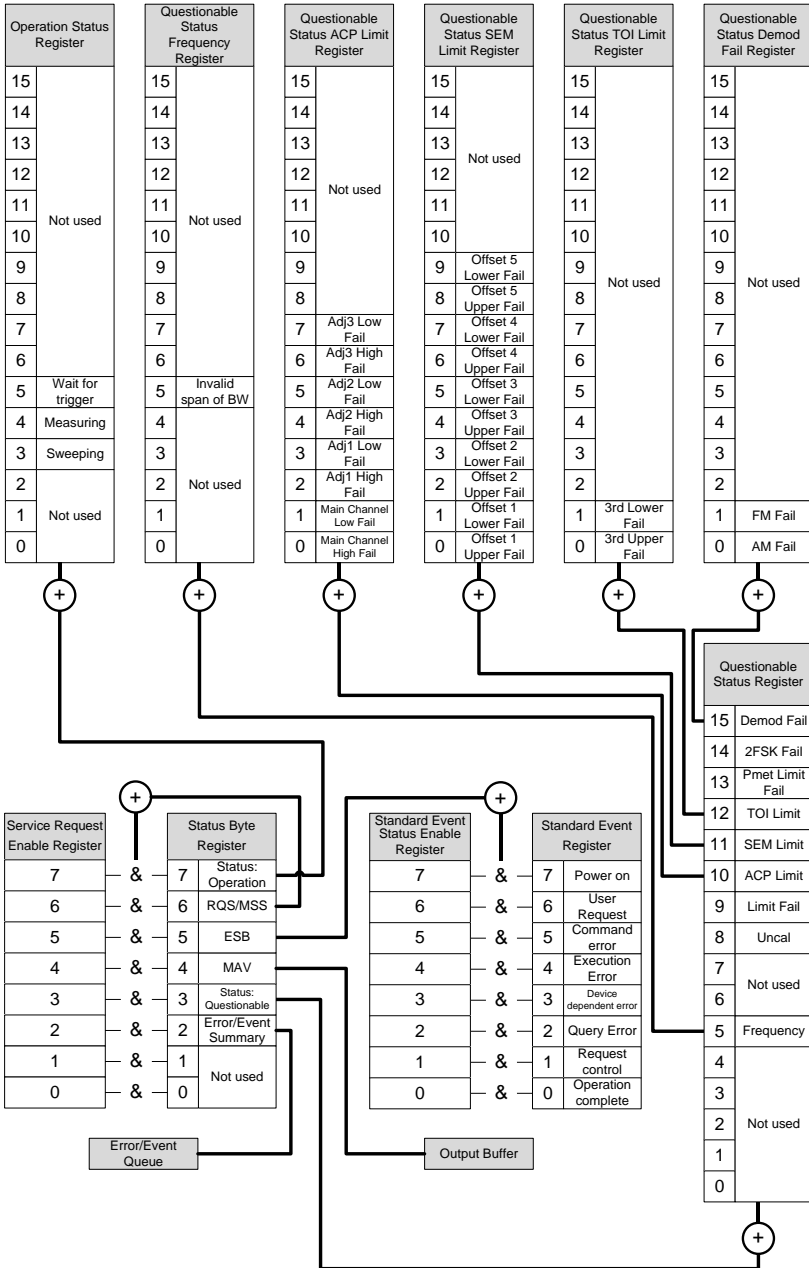 Operation Status
Register
15
14
13
12
11
10
9
8
7
6
5
4
3
2
1
0
Not used
Wait for
trigger
Measuring
Sweeping
Not used
Questionable
Status
Frequency
Register
15
14
13
12
11
10
9
8
7
6
5
4
3
2
1
0
Not used
Invalid
span of BW
Not used
Questionable
Status ACP Limit
Register
15
14
13
12
11
10
9
8
7
6
5
4
3
2
1
0
Not used
Adj3 Low
Fail
Adj3 High
Fail
Adj2 Low
Fail
Adj2 High
Fail
Adj1 Low
Fail
Adj1 High
Fail
Main Channel
Low Fail
Main Channel
High Fail
Questionable
Status SEM
Limit Register
15
14
13
12
11
10
9
8
7
6
5
4
3
2
1
0
Not used
Offset 5
Lower Fail
Offset 5
Upper Fail
Offset 4
Lower Fail
Offset 4
Upper Fail
Offset 3
Lower Fail
Offset 3
Upper Fail
Offset 2
Lower Fail
Offset 2
Upper Fail
Offset 1
Lower Fail
Offset 1
Upper Fail
Questionable
Status TOI Limit
Register
15
14
13
12
11
10
9
8
7
6
5
4
3
2
1
0
Not used
3rd Lower
Fail
3rd Upper
Fail
Questionable
Status Demod
Fail Register
15
14
13
12
11
10
9
8
7
6
5
4
3
2
1
0
Not used
FM Fail
AM Fail
+ + + + + +
Questionable
Status Register
15 Demod Fail
14 2FSK Fail
13 Pmet Limit
Fail
12 TOI Limit
11 SEM Limit
10 ACP Limit
9 Limit Fail
8 Uncal
7
6
Not used
5 Frequency
4
3
2
1
0
Not used
+
+
Service Request
Enable Register
Status Byte
Register
7 & 7 Status:
Operation
6 & 6 RQS/MSS
5 & 5 ESB
4 & 4 MAV
3 & 3 Status:
Questionable
2 & 2 Error/Event
Summary
1 & 1
0 & 0
Not used
+
Standard Event
Status Enable
Register
Standard Event
Register
7 & 7 Power on
6 & 6 User
Request
5 & 5 Command
error
4 & 4 Execution
Error
3 & 3 Device
dependent error
2 & 2 Query Error
1 & 1 Request
control
0 & 0 Operation
complete
Error/Event
Queue
Output Buffer